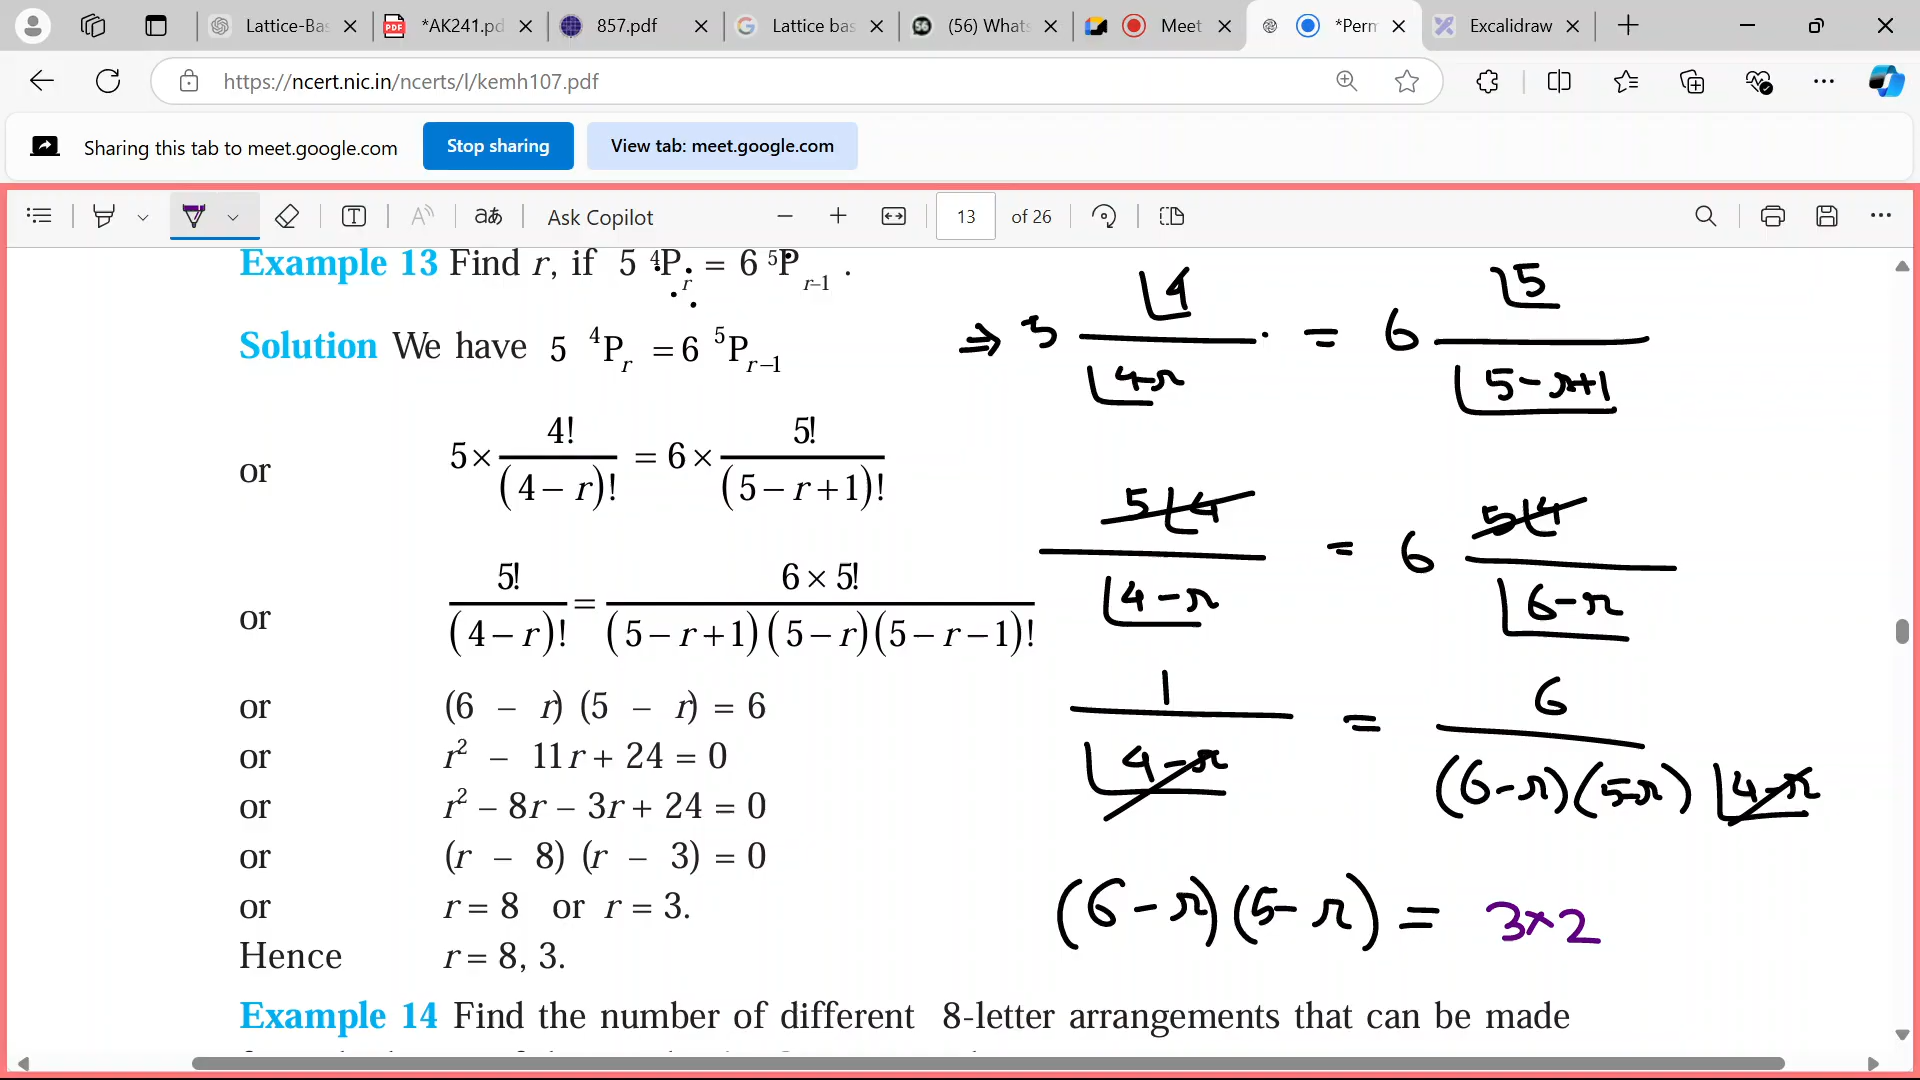 Lattice-Bas
*AK241.pd
857.pdf
Lattice bas
(56) Whats
Meet
*Perm
Excalidraw
https://ncert.nic.in/ncerts/l/kemh107.pdf
Sharing this tab to meet.google.com
Stop sharing
View tab: meet.google.com
aあ
Ask Copilot
13 of 26
Example 13 Find r, if 5 ⁴Pᵣ = 6 ⁵Pᵣ₋₁ .
Solution We have 5 ⁴Pᵣ = 6 ⁵Pᵣ₋₁
or 5 × 4!/(4 − r)! = 6 × 5!/(5 − r + 1)!
or 5!/(4 − r)! = 6 × 5!/(5 − r + 1)(5 − r)(5 − r − 1)!
or (6 – r) (5 – r) = 6
or r² – 11r + 24 = 0
or r² – 8r – 3r + 24 = 0
or (r – 8) (r – 3) = 0
or r = 8 or r = 3.
Hence r = 8, 3.
Example 14 Find the number of different 8-letter arrangements that can be made
⇒ 5 ⌊4/⌊4-r = 6 ⌊5/⌊5-r+1
5⌊4/⌊4-r = 6 5⌊4/⌊6-r
1/⌊4-r = 6/(6-r)(5-r)⌊4-r
(6-r)(5-r) = 3×2